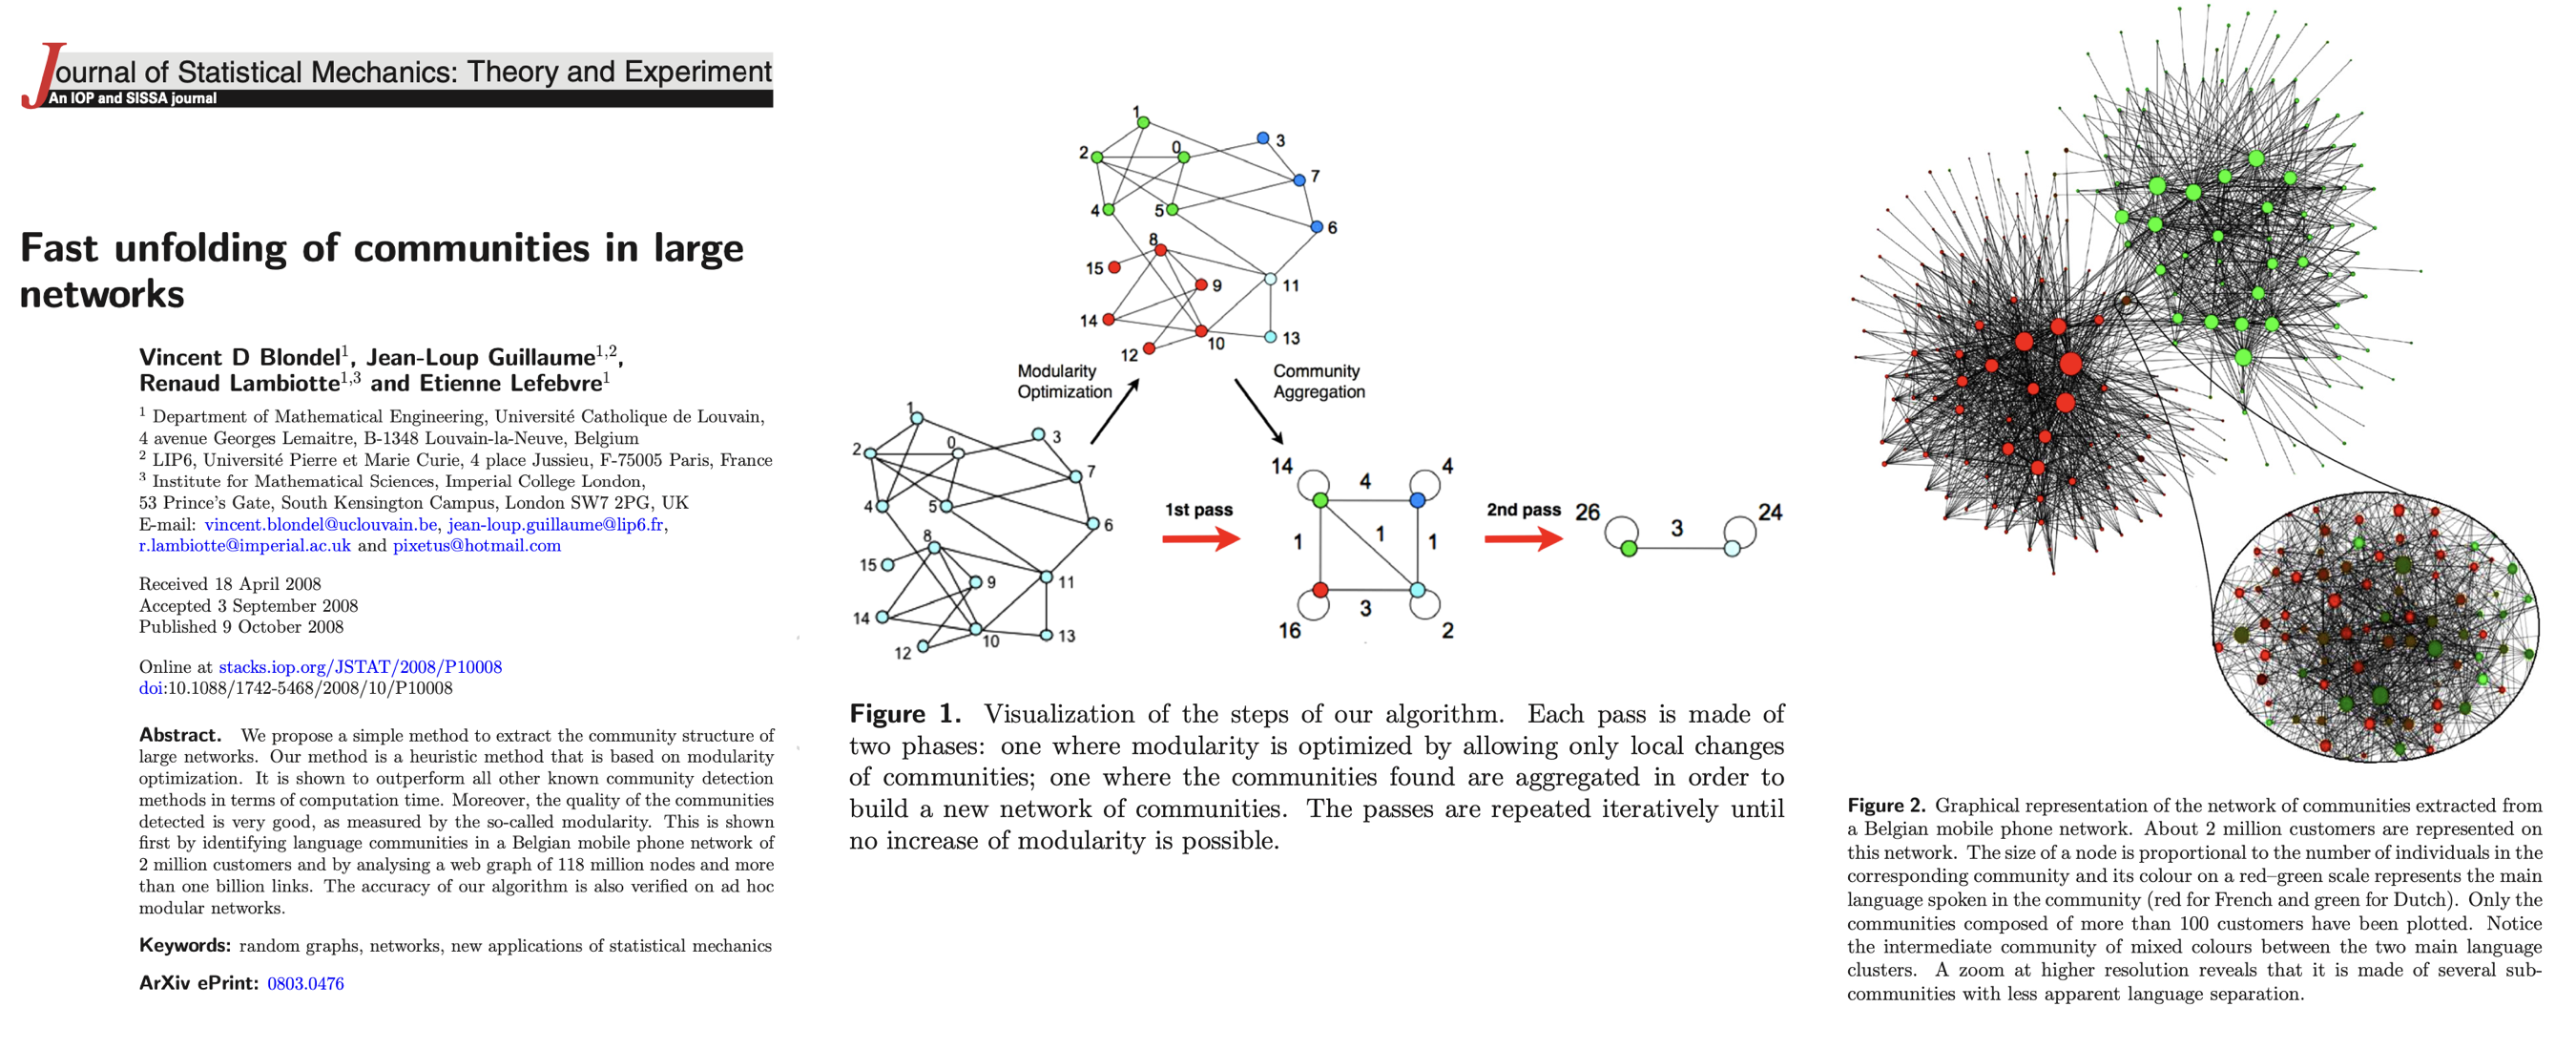 Journal of Statistical Mechanics: Theory and Experiment
An IOP and SISSA journal
Fast unfolding of communities in large
networks
Vincent D Blondel1, Jean-Loup Guillaume1,2,
Renaud Lambiotte1,3 and Etienne Lefebvre1
1 Department of Mathematical Engineering, Université Catholique de Louvain,
4 avenue Georges Lemaitre, B-1348 Louvain-la-Neuve, Belgium
2 LIP6, Université Pierre et Marie Curie, 4 place Jussieu, F-75005 Paris, France
3 Institute for Mathematical Sciences, Imperial College London,
53 Prince's Gate, South Kensington Campus, London SW7 2PG, UK
E-mail: vincent.blondel@uclouvain.be, jean-loup.guillaume@lip6.fr,
r.lambiotte@imperial.ac.uk and pixetus@hotmail.com
Received 18 April 2008
Accepted 3 September 2008
Published 9 October 2008
Online at stacks.iop.org/JSTAT/2008/P10008
doi:10.1088/1742-5468/2008/10/P10008
Abstract. We propose a simple method to extract the community structure of
large networks. Our method is a heuristic method that is based on modularity
optimization. It is shown to outperform all other known community detection
methods in terms of computation time. Moreover, the quality of the communities
detected is very good, as measured by the so-called modularity. This is shown
first by identifying language communities in a Belgian mobile phone network of
2 million customers and by analysing a web graph of 118 million nodes and more
than one billion links. The accuracy of our algorithm is also verified on ad hoc
modular networks.
Keywords: random graphs, networks, new applications of statistical mechanics
ArXiv ePrint: 0803.0476
1
2 0 3
7
4 5
6
8
15
9 11
14
10 13
12
Modularity
Optimization
Community
Aggregation
1
2 0 3
7
4 5
6
8
15
9 11
14
10 13
12
1st pass
14 4 4
1 1 1
16 3 2
2nd pass
26 3 24
Figure 1. Visualization of the steps of our algorithm. Each pass is made of
two phases: one where modularity is optimized by allowing only local changes
of communities; one where the communities found are aggregated in order to
build a new network of communities. The passes are repeated iteratively until
no increase of modularity is possible.
Figure 2. Graphical representation of the network of communities extracted from
a Belgian mobile phone network. About 2 million customers are represented on
this network. The size of a node is proportional to the number of individuals in the
corresponding community and its colour on a red–green scale represents the main
language spoken in the community (red for French and green for Dutch). Only the
communities composed of more than 100 customers have been plotted. Notice
the intermediate community of mixed colours between the two main language
clusters. A zoom at higher resolution reveals that it is made of several sub-
communities with less apparent language separation.